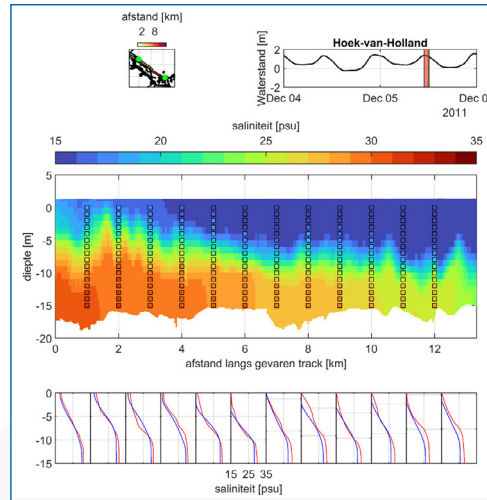 afstand [km]
2 8
Hoek-van-Holland
Waterstand [m]
2
0
-2
Dec 04 Dec 05 Dec 0
2011
saliniteit [psu]
15 20 25 30 35
diepte [m]
5
0
-5
-10
-15
-20
0 2 4 6 8 10 12
afstand langs gevaren track [km]
0
-5
-10
-15
15 25 35
saliniteit [psu]